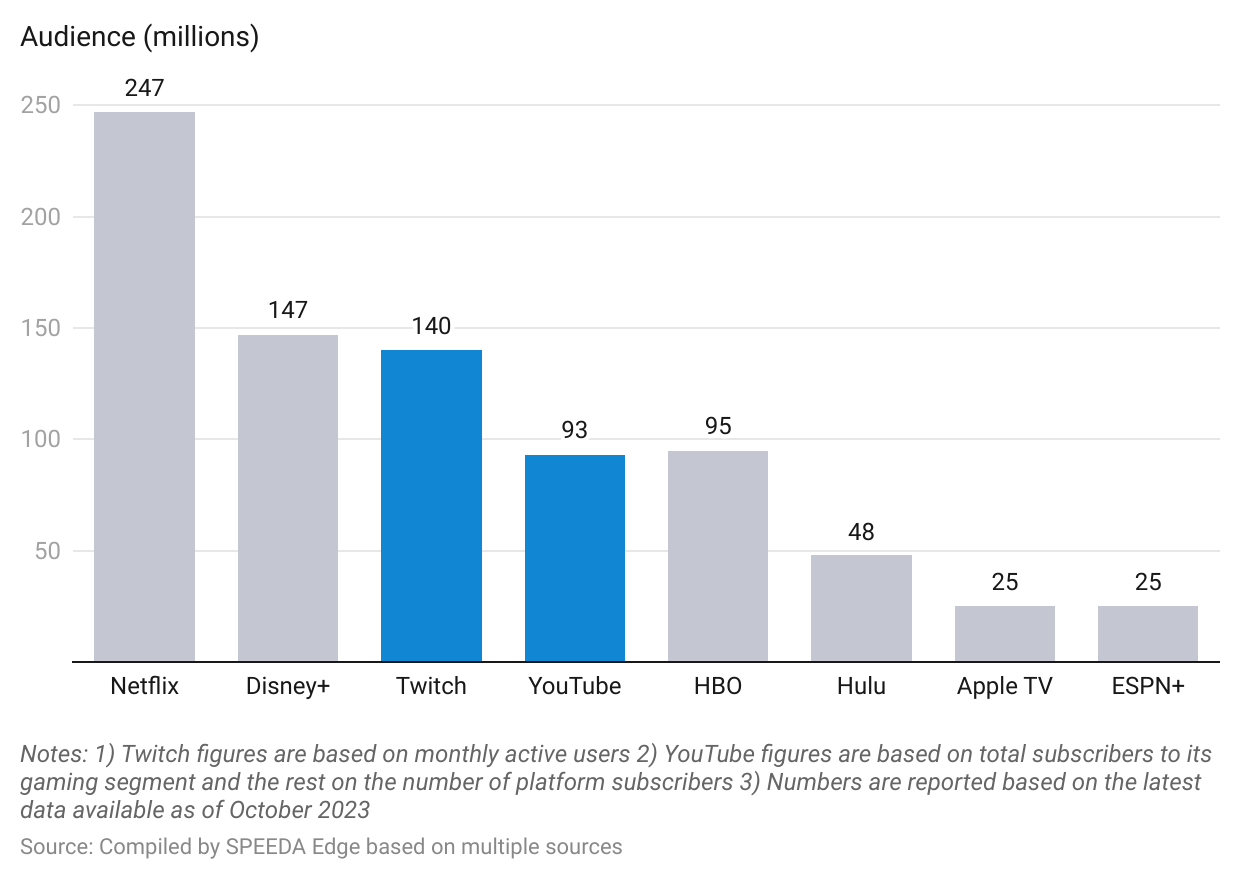 Audience (millions)
247
250
200
147
150
140
100
93
95
50
48
25
25
Netflix
Disney+
Twitch
YouTube
HBO
Hulu
Apple TV
ESPN+
Notes: 1) Twitch figures are based on monthly active users 2) YouTube figures are based on total subscribers to its
gaming segment and the rest on the number of platform subscribers 3) Numbers are reported based on the latest
data available as of October 2023
Source: Compiled by SPEEDA Edge based on multiple sources